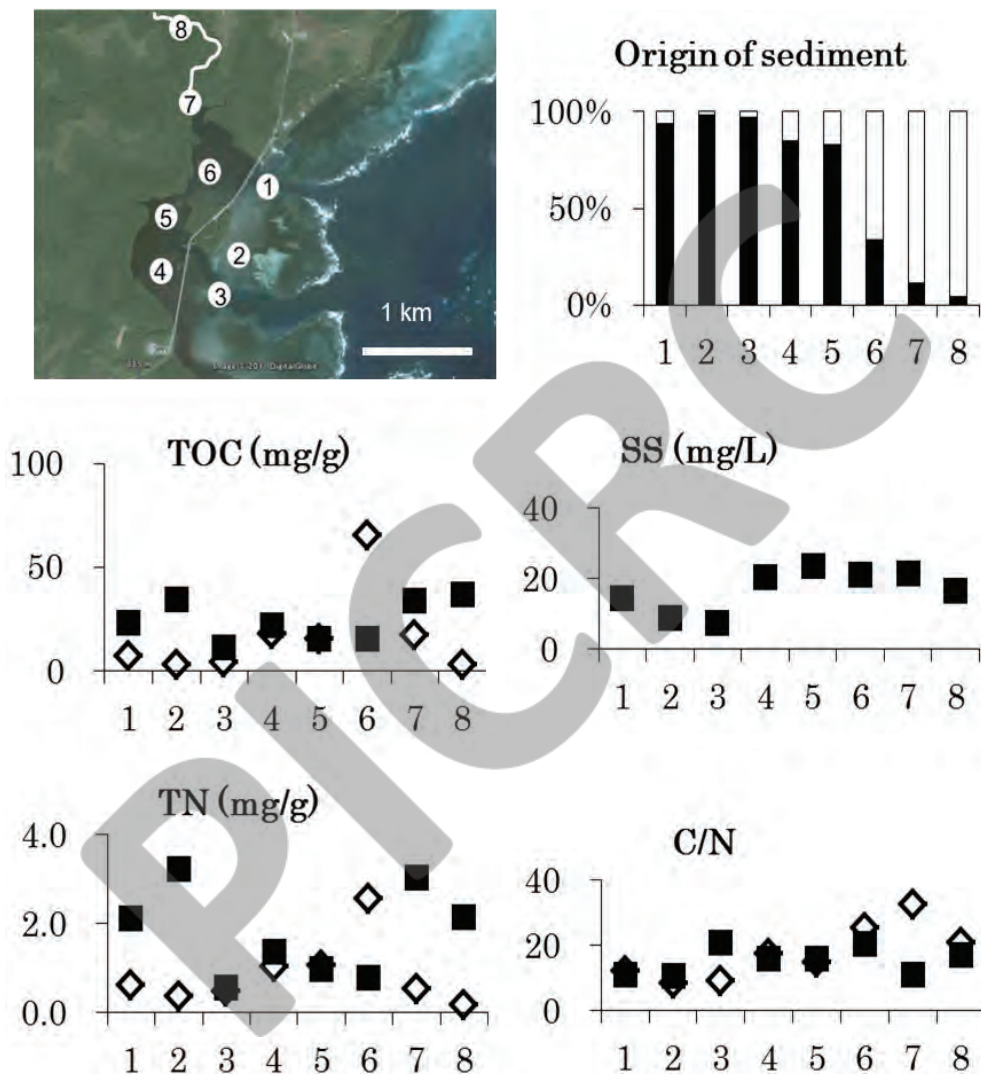 8
7
6
1
5
2
4
3
1 km
Origin of sediment
100%
50%
0%
1 2 3 4 5 6 7 8
TOC (mg/g)
100
50
0
1 2 3 4 5 6 7 8
SS (mg/L)
40
20
0
1 2 3 4 5 6 7 8
TN (mg/g)
4.0
2.0
0.0
1 2 3 4 5 6 7 8
C/N
40
20
0
1 2 3 4 5 6 7 8
PICRC